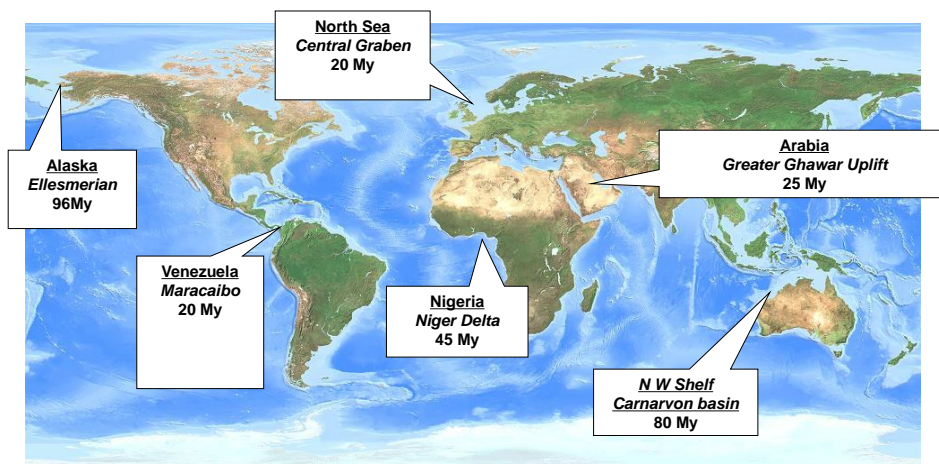 North Sea
Central Graben
20 My
Alaska
Ellesmerian
96My
Arabia
Greater Ghawar Uplift
25 My
Venezuela
Maracaibo
20 My
Nigeria
Niger Delta
45 My
N W Shelf
Carnarvon basin
80 My